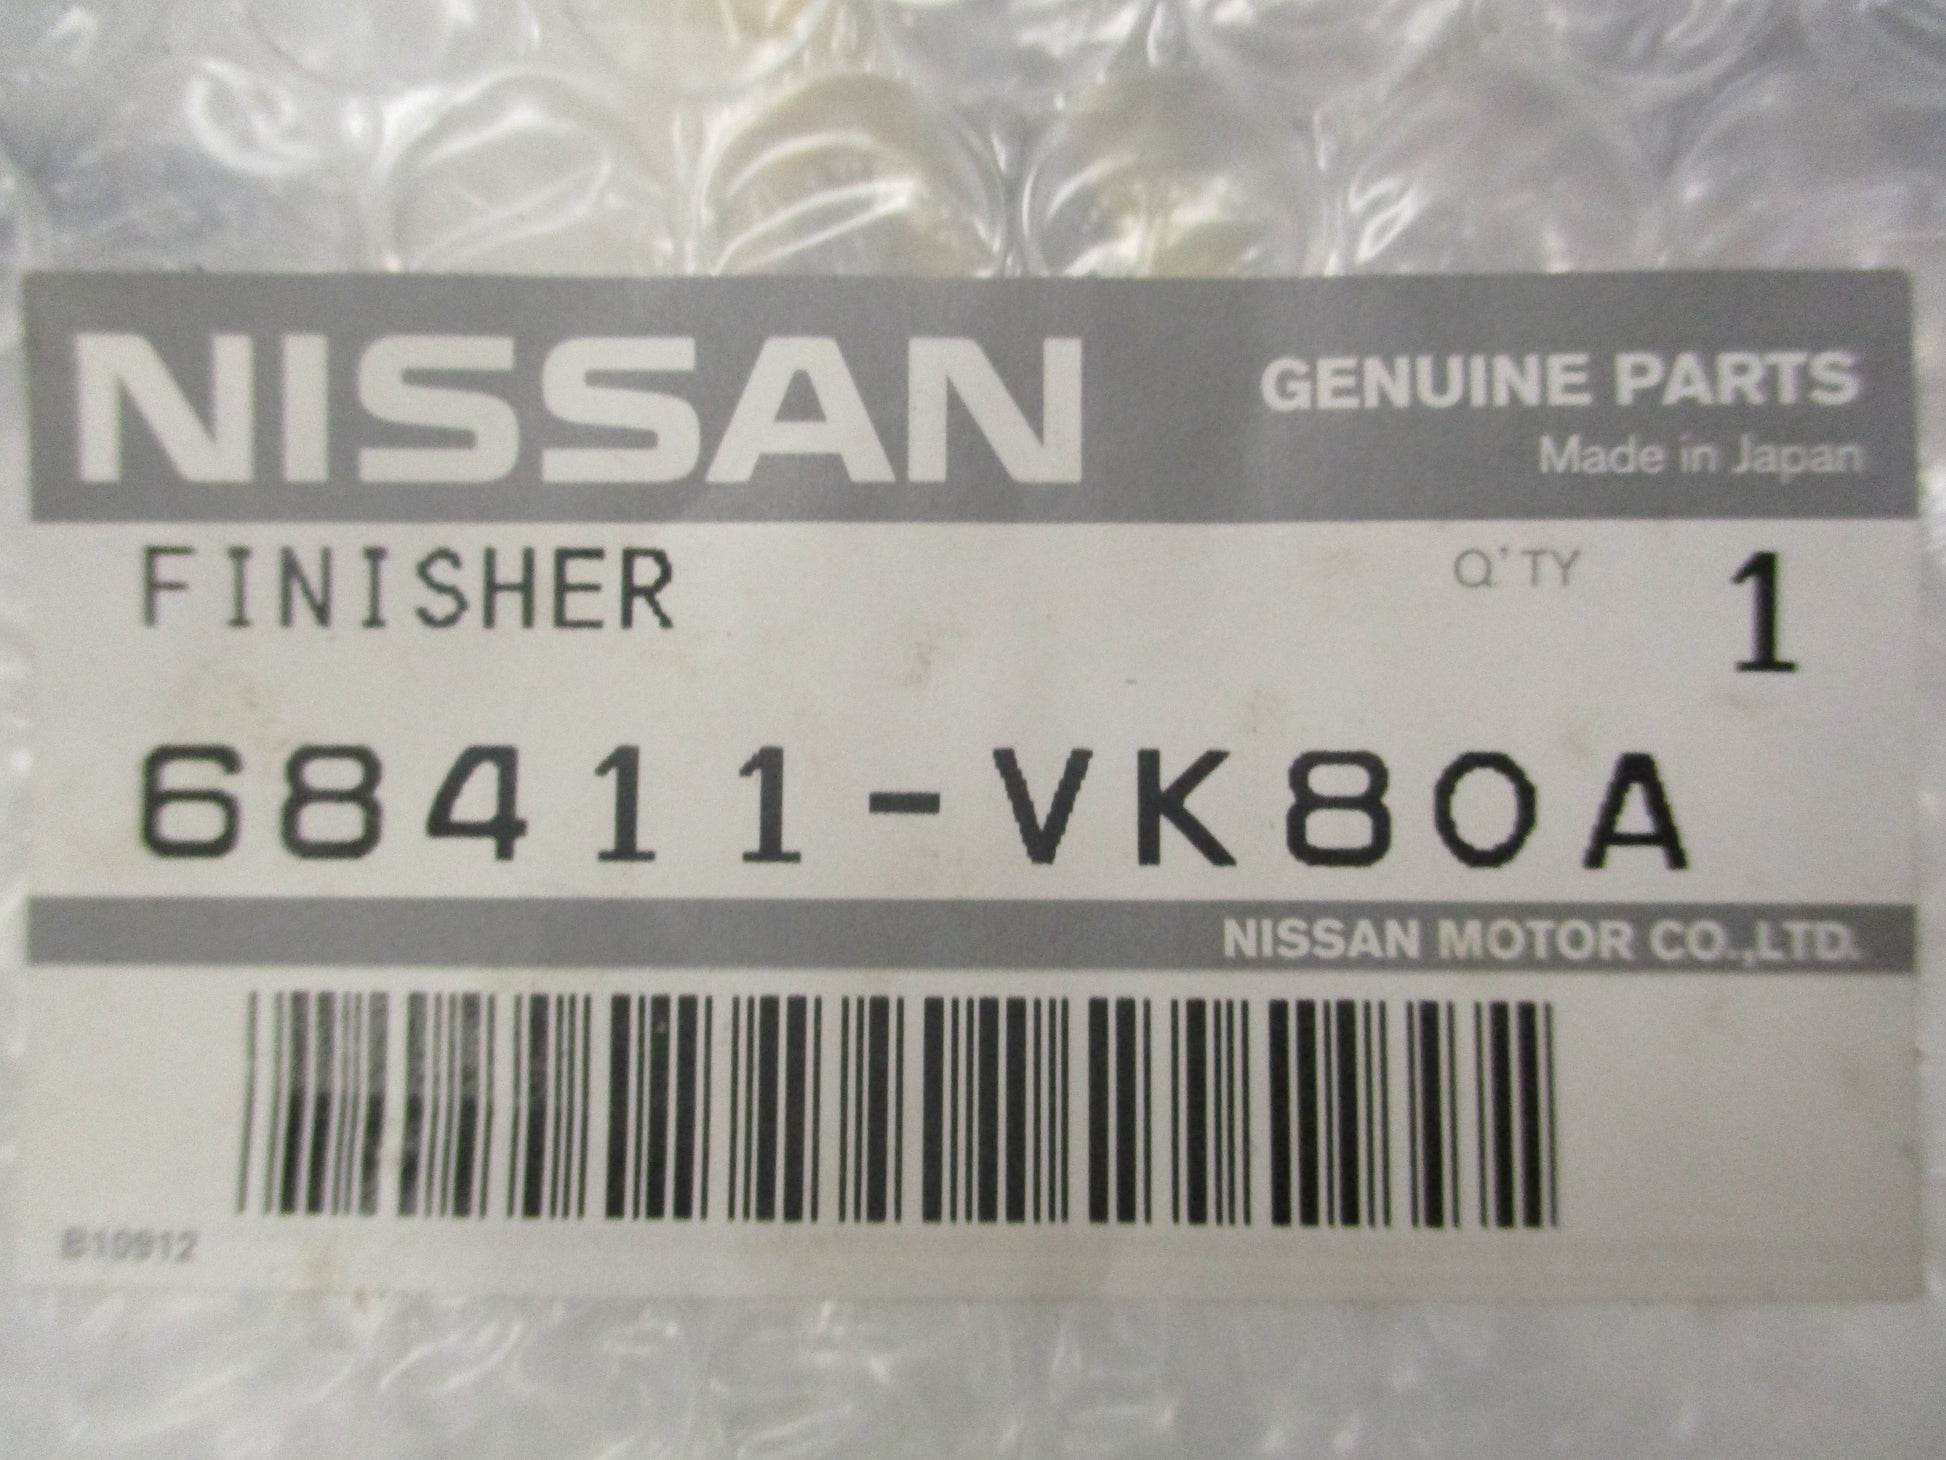 NISSAN GENUINE PARTS
Made in Japan
FINISHER Q'TY 1
68411-VK80A
NISSAN MOTOR CO.,LTD.
B10912